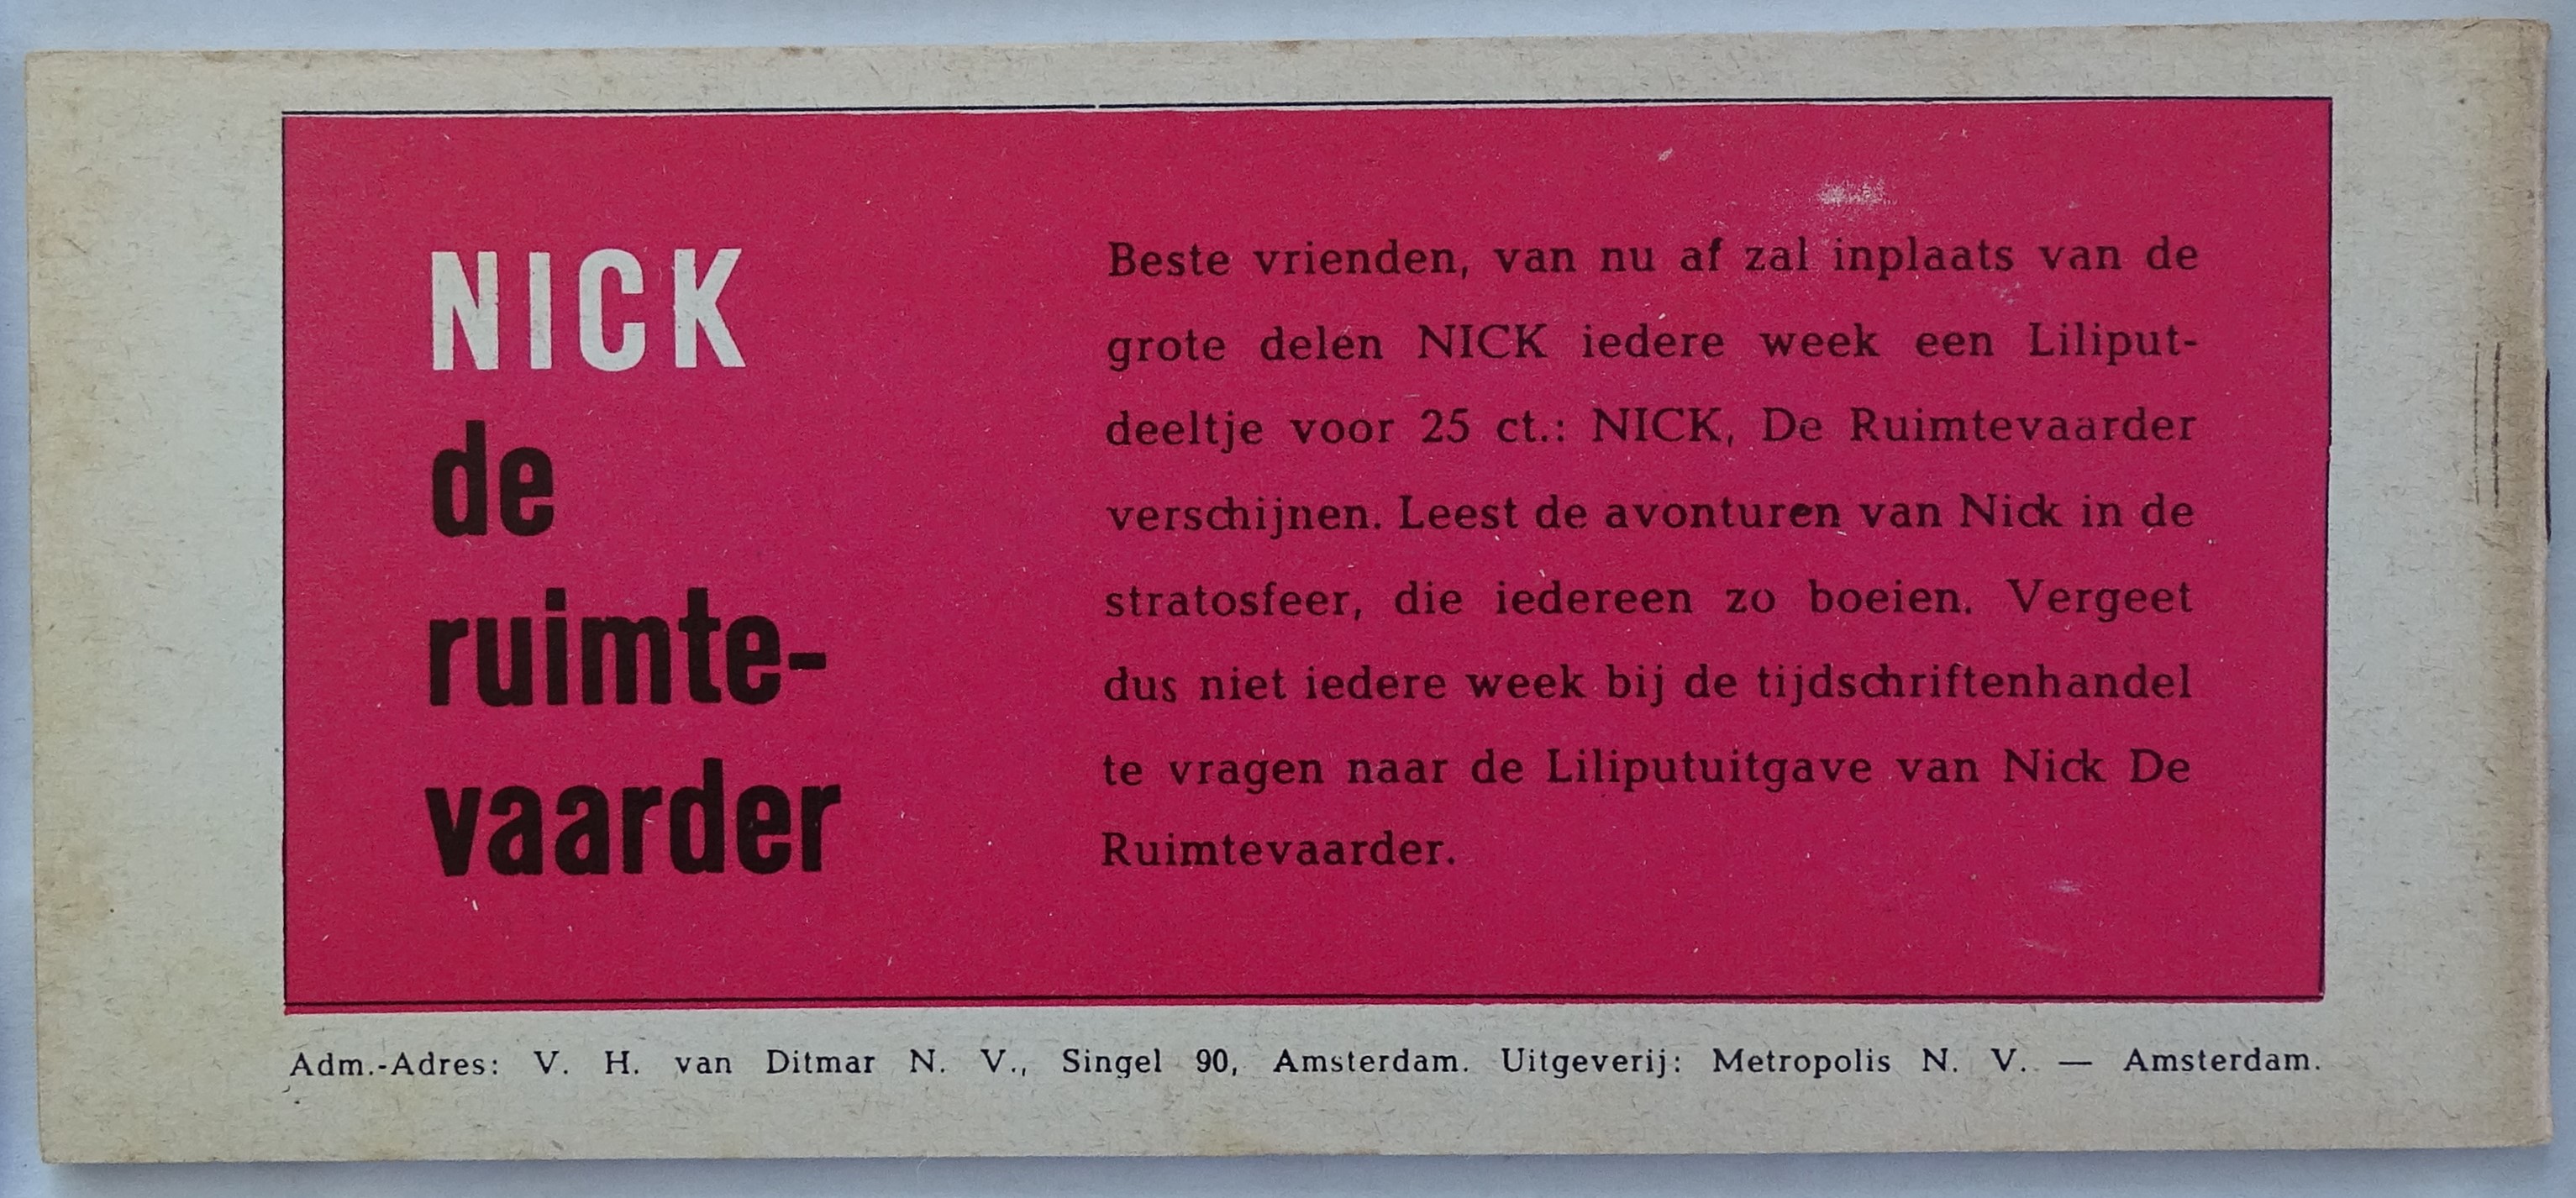 NICK
de
ruimte-
vaarder
Beste vrienden, van nu af zal inplaats van de
grote delen NICK iedere week een Liliput-
deeltje voor 25 ct.: NICK, De Ruimtevaarder
verschijnen. Leest de avonturen van Nick in de
stratosfeer, die iedereen zo boeien. Vergeet
dus niet iedere week bij de tijdschriftenhandel
te vragen naar de Liliputuitgave van Nick De
Ruimtevaarder.
Adm.-Adres: V. H. van Ditmar N. V., Singel 90, Amsterdam. Uitgeverij: Metropolis N. V. — Amsterdam.